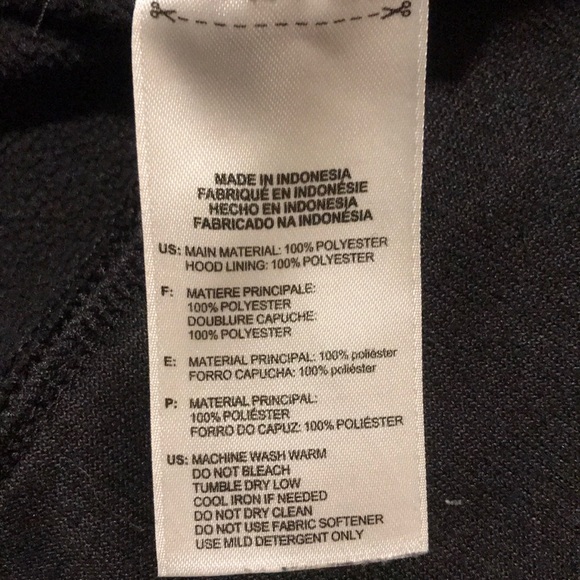 MADE IN INDONESIA
FABRIQUÉ EN INDONÉSIE
HECHO EN INDONESIA
FABRICADO NA INDONÉSIA
US: MAIN MATERIAL: 100% POLYESTER
HOOD LINING: 100% POLYESTER
F: MATIERE PRINCIPALE:
100% POLYESTER
DOUBLURE CAPUCHE:
100% POLYESTER
E: MATERIAL PRINCIPAL: 100% poliéster
FORRO CAPUCHA: 100% poliéster
P: MATERIAL PRINCIPAL:
100% POLIÉSTER
FORRO DO CAPUZ: 100% POLIÉSTER
US: MACHINE WASH WARM
DO NOT BLEACH
TUMBLE DRY LOW
COOL IRON IF NEEDED
DO NOT DRY CLEAN
DO NOT USE FABRIC SOFTENER
USE MILD DETERGENT ONLY